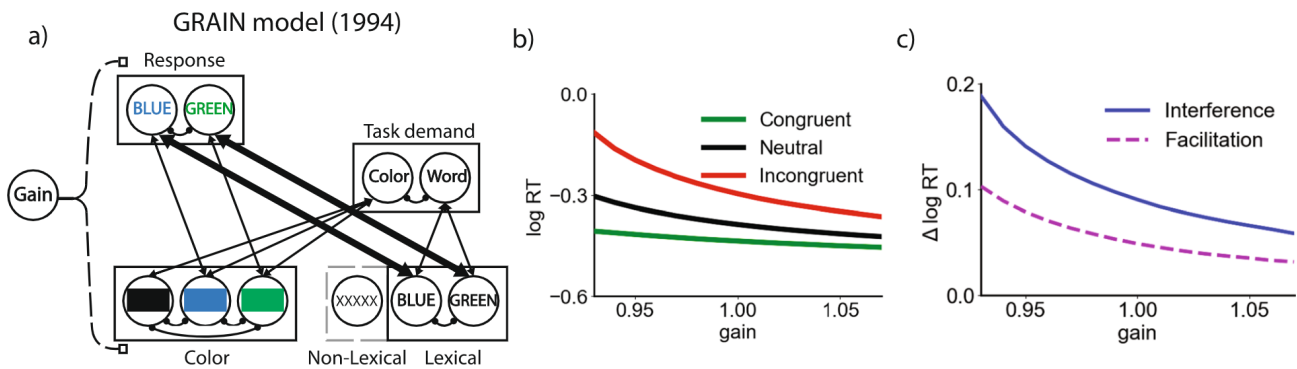 GRAIN model (1994)
a)
Response
BLUE GREEN
Task demand
Color Word
Gain
XXXXX BLUE GREEN
Color Non-Lexical Lexical
b)
0.0
-0.3
-0.6
log RT
Congruent
Neutral
Incongruent
0.95 1.00 1.05
gain
c)
0.2
0.1
0.0
Δ log RT
Interference
Facilitation
0.95 1.00 1.05
gain